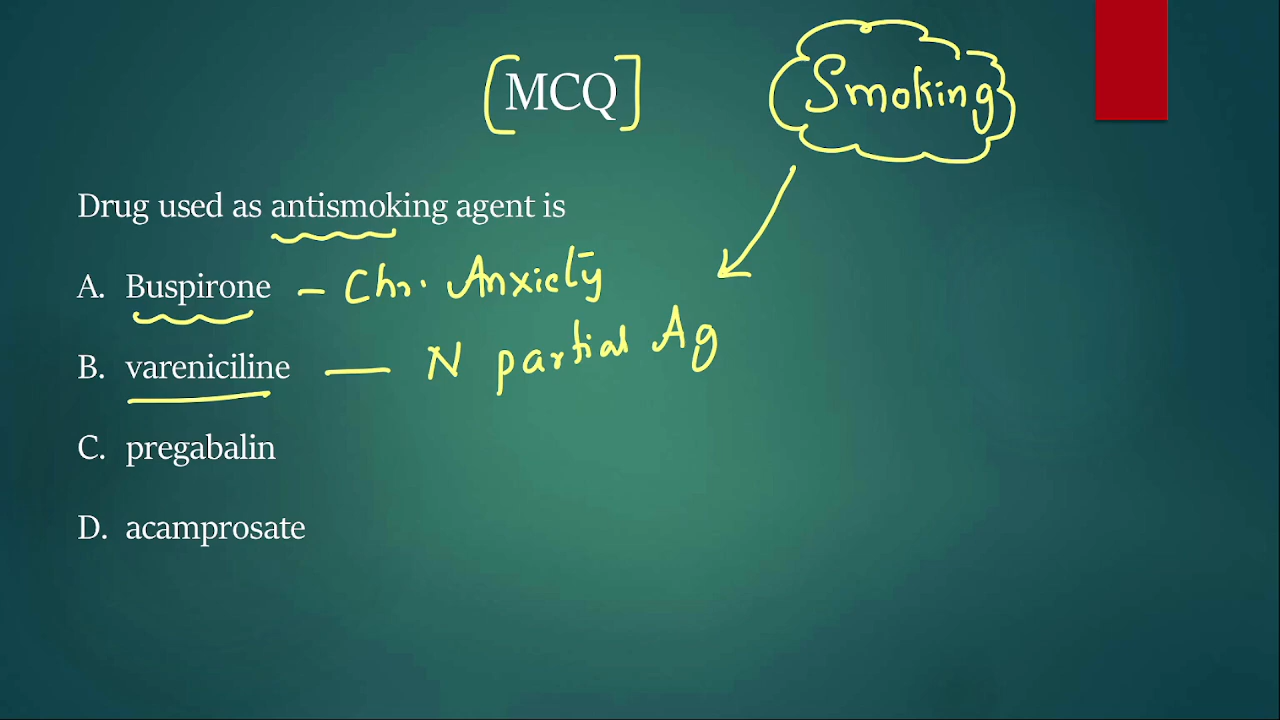 [MCQ]
Smoking
Drug used as antismoking agent is
A. Buspirone – Chr. Anxiety
B. vareniciline — N partial Ag
C. pregabalin
D. acamprosate